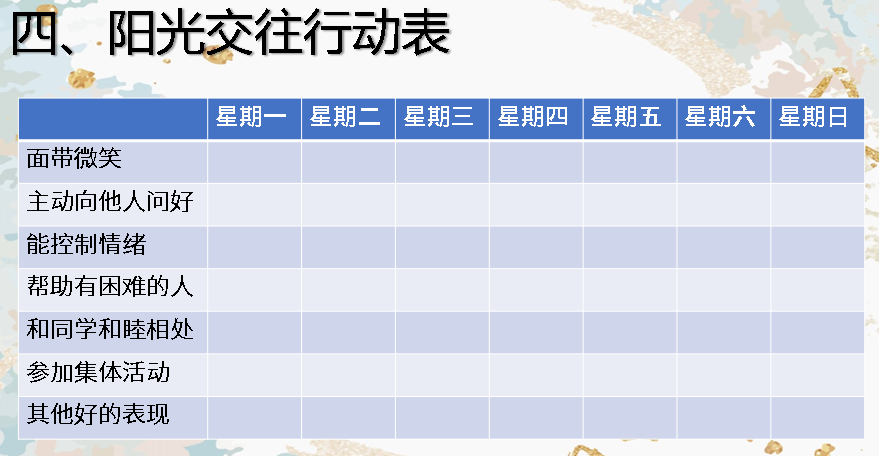 四、阳光交往行动表
星期一 星期二 星期三 星期四 星期五 星期六 星期日
面带微笑
主动向他人问好
能控制情绪
帮助有困难的人
和同学和睦相处
参加集体活动
其他好的表现